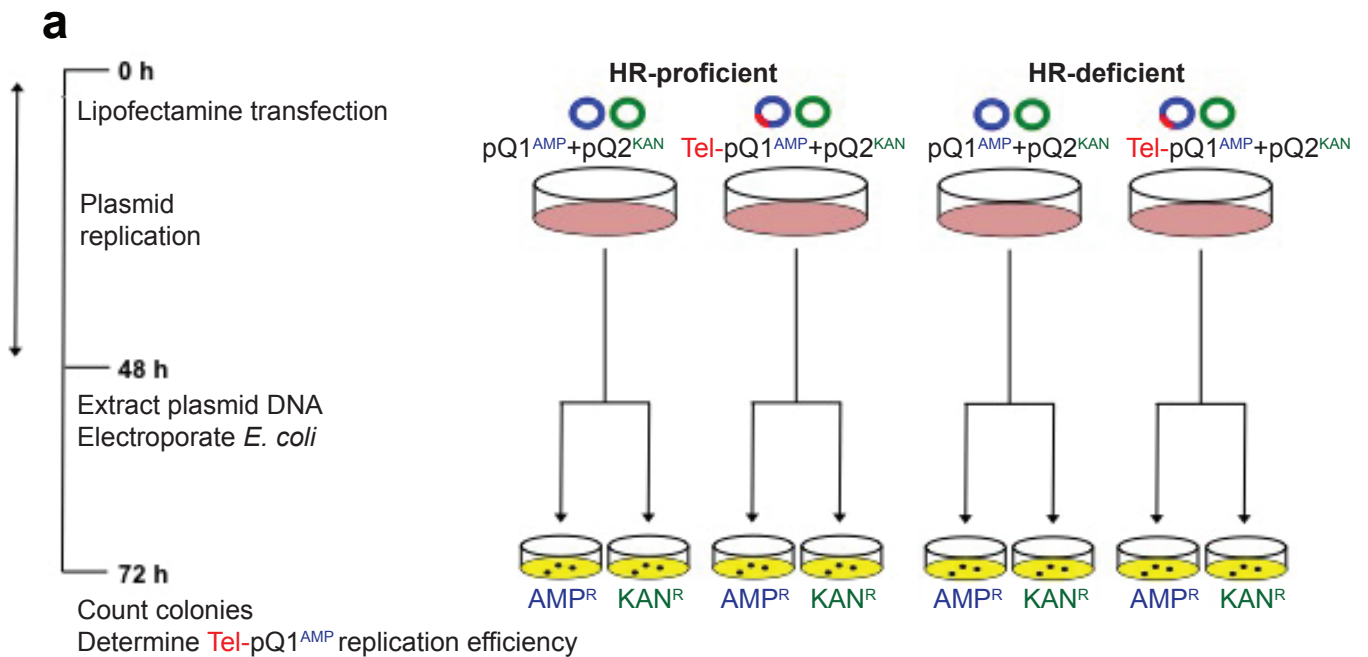 a
0 h
Lipofectamine transfection
Plasmid
replication
48 h
Extract plasmid DNA
Electroporate E. coli
72 h
Count colonies
Determine Tel-pQ1AMP replication efficiency
HR-proficient
HR-deficient
pQ1AMP+pQ2KAN
Tel-pQ1AMP+pQ2KAN
pQ1AMP+pQ2KAN
Tel-pQ1AMP+pQ2KAN
AMPR
KANR
AMPR
KANR
AMPR
KANR
AMPR
KANR